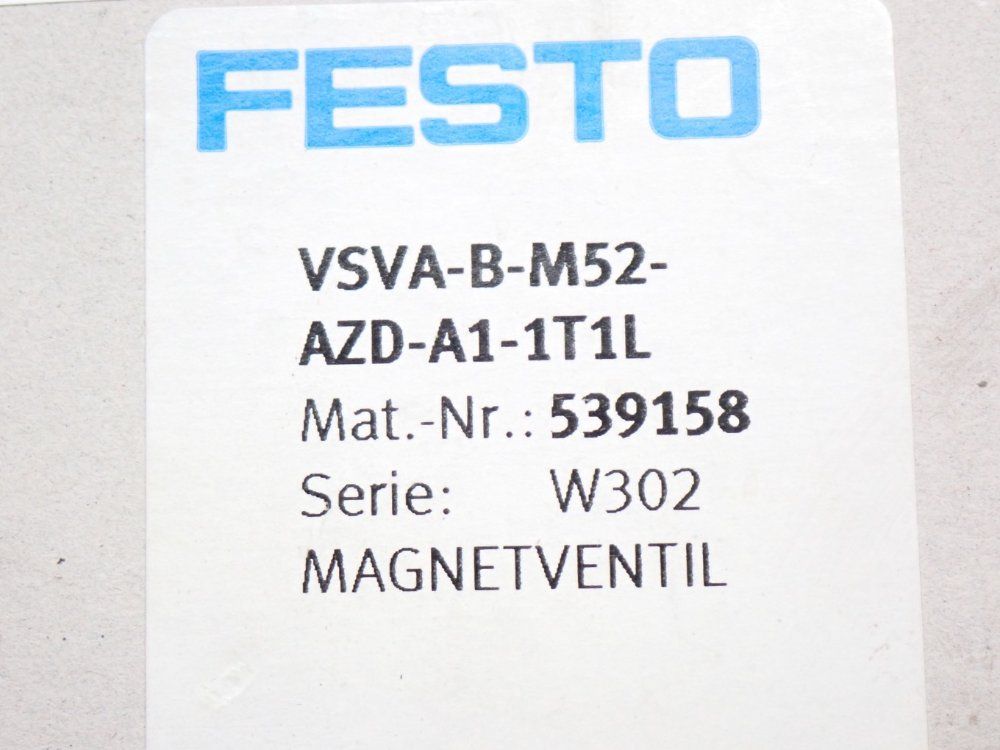 FESTO
VSVA-B-M52-
AZD-A1-1T1L
Mat.-Nr.: 539158
Serie: W302
MAGNETVENTIL